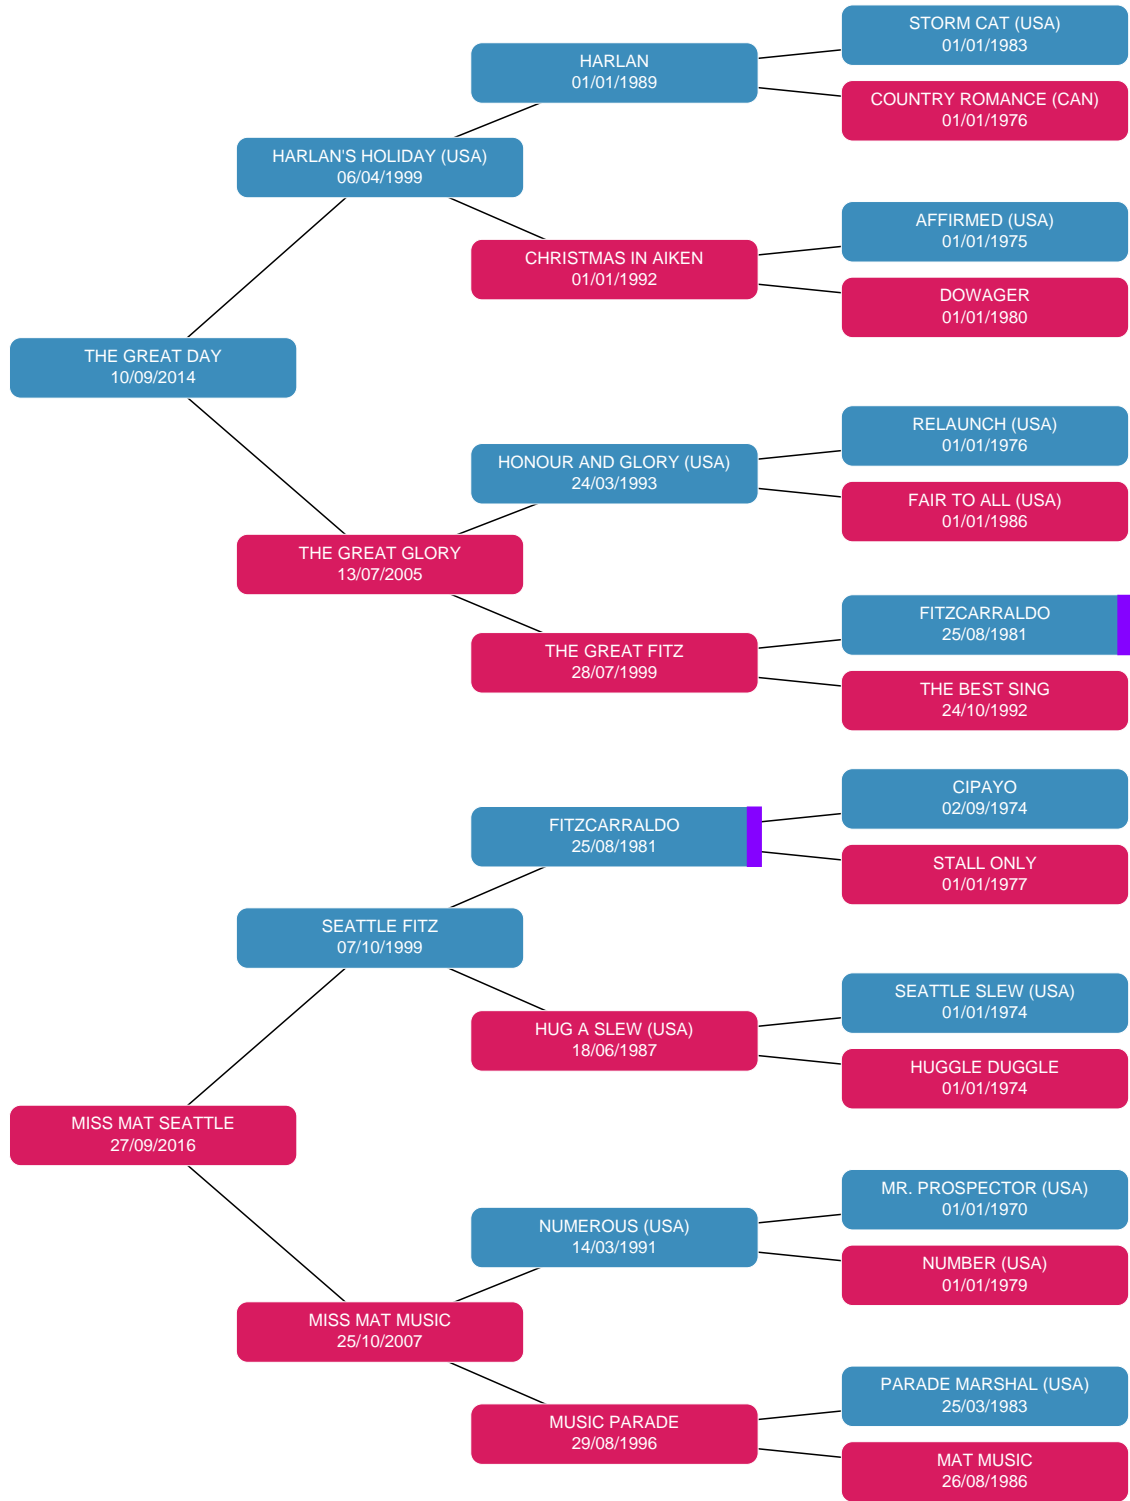 STORM CAT (USA)
01/01/1983
HARLAN
01/01/1989
COUNTRY ROMANCE (CAN)
01/01/1976
HARLAN'S HOLIDAY (USA)
06/04/1999
AFFIRMED (USA)
01/01/1975
CHRISTMAS IN AIKEN
01/01/1992
DOWAGER
01/01/1980
THE GREAT DAY
10/09/2014
RELAUNCH (USA)
01/01/1976
HONOUR AND GLORY (USA)
24/03/1993
FAIR TO ALL (USA)
01/01/1986
THE GREAT GLORY
13/07/2005
FITZCARRALDO
25/08/1981
THE GREAT FITZ
28/07/1999
THE BEST SING
24/10/1992
CIPAYO
02/09/1974
FITZCARRALDO
25/08/1981
STALL ONLY
01/01/1977
SEATTLE FITZ
07/10/1999
SEATTLE SLEW (USA)
01/01/1974
HUG A SLEW (USA)
18/06/1987
HUGGLE DUGGLE
01/01/1974
MISS MAT SEATTLE
27/09/2016
MR. PROSPECTOR (USA)
01/01/1970
NUMEROUS (USA)
14/03/1991
NUMBER (USA)
01/01/1979
MISS MAT MUSIC
25/10/2007
PARADE MARSHAL (USA)
25/03/1983
MUSIC PARADE
29/08/1996
MAT MUSIC
26/08/1986